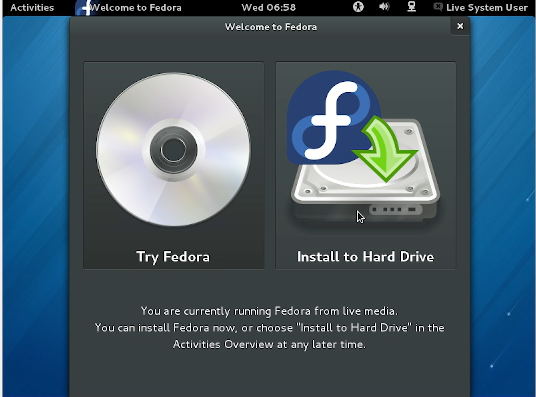 Activities Welcome to Fedora Wed 06:58 Live System User
Welcome to Fedora
Try Fedora Install to Hard Drive
You are currently running Fedora from live media.
You can install Fedora now, or choose "Install to Hard Drive" in the
Activities Overview at any later time.